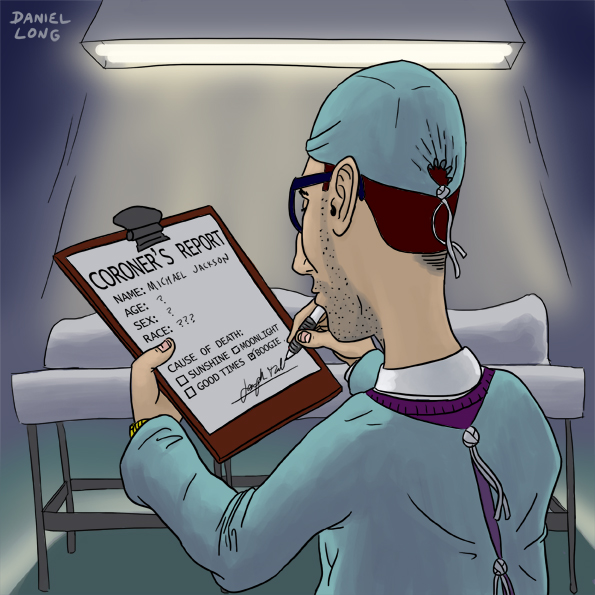 DANIEL
LONG
CORONER'S REPORT
NAME: MICHAEL JACKSON
AGE: ?
SEX: ?
RACE: ???
CAUSE OF DEATH:
SUNSHINE MOONLIGHT
GOOD TIMES BOOGIE